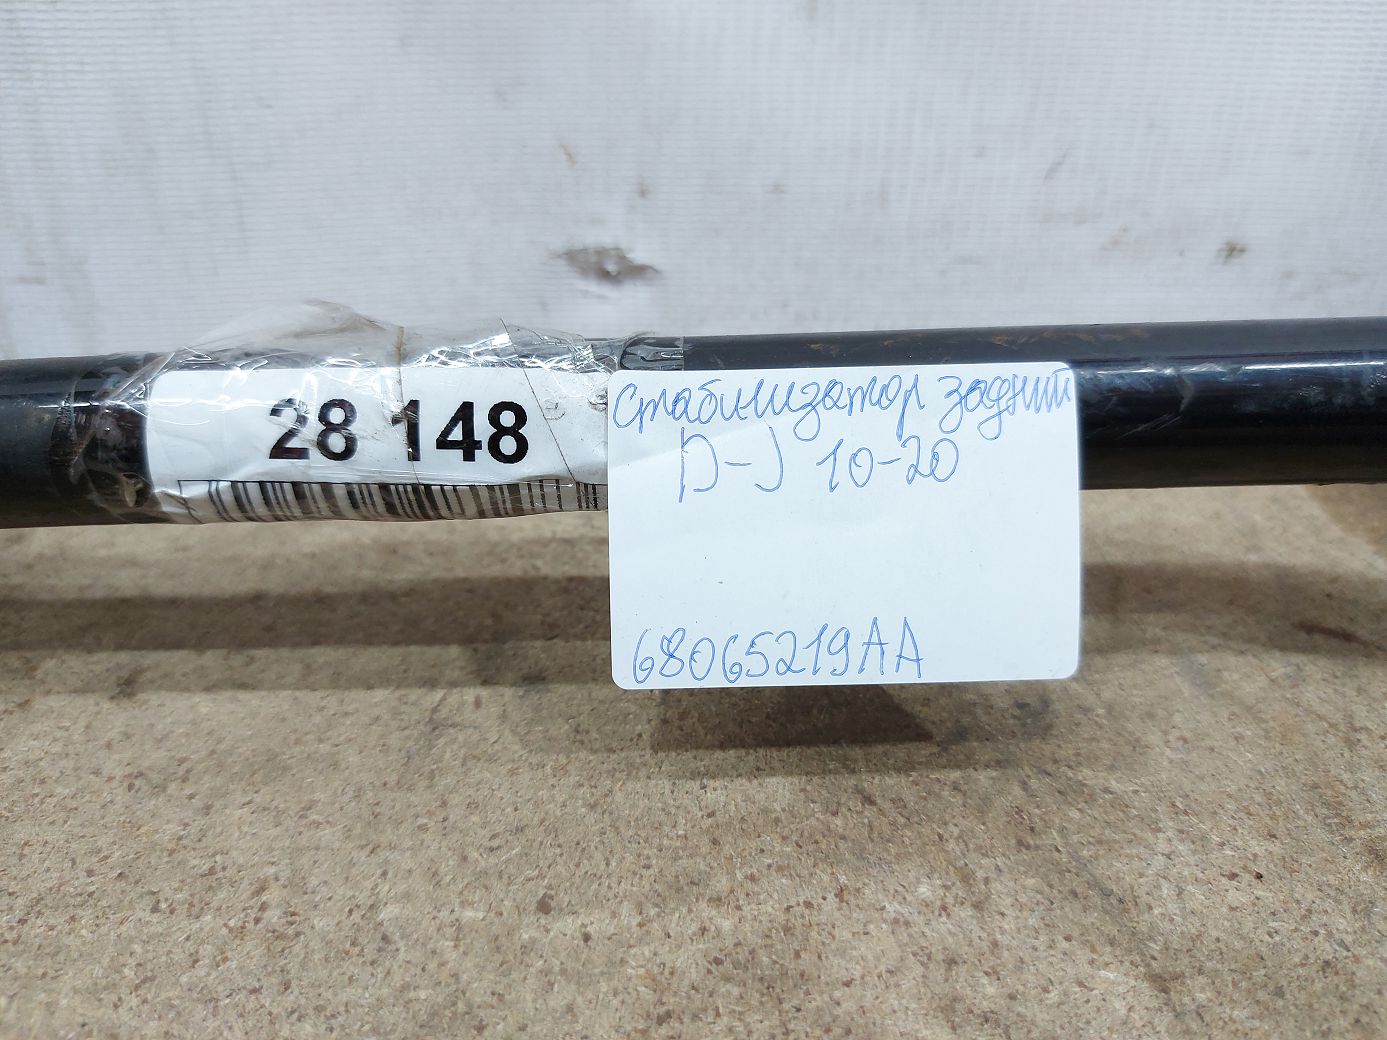 28 148
Стабилизатор задний
D-J 10-20
68065219AA